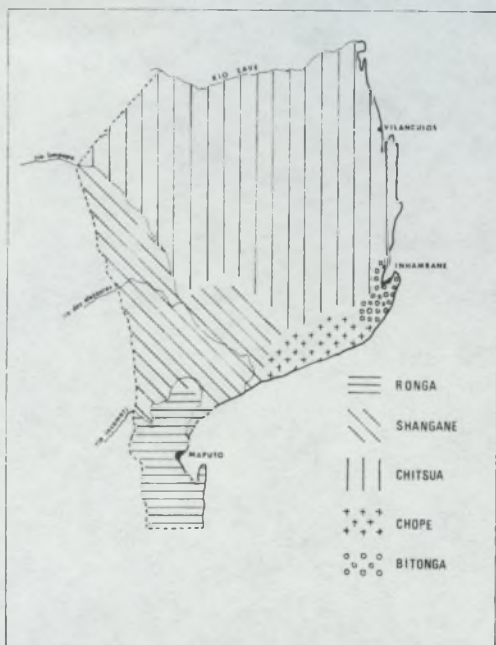 RIO SAVE
VILANCULOS
INHAMBANE
MAPUTO
RONGA
SHANGANE
CHITSUA
CHOPE
BITONGA